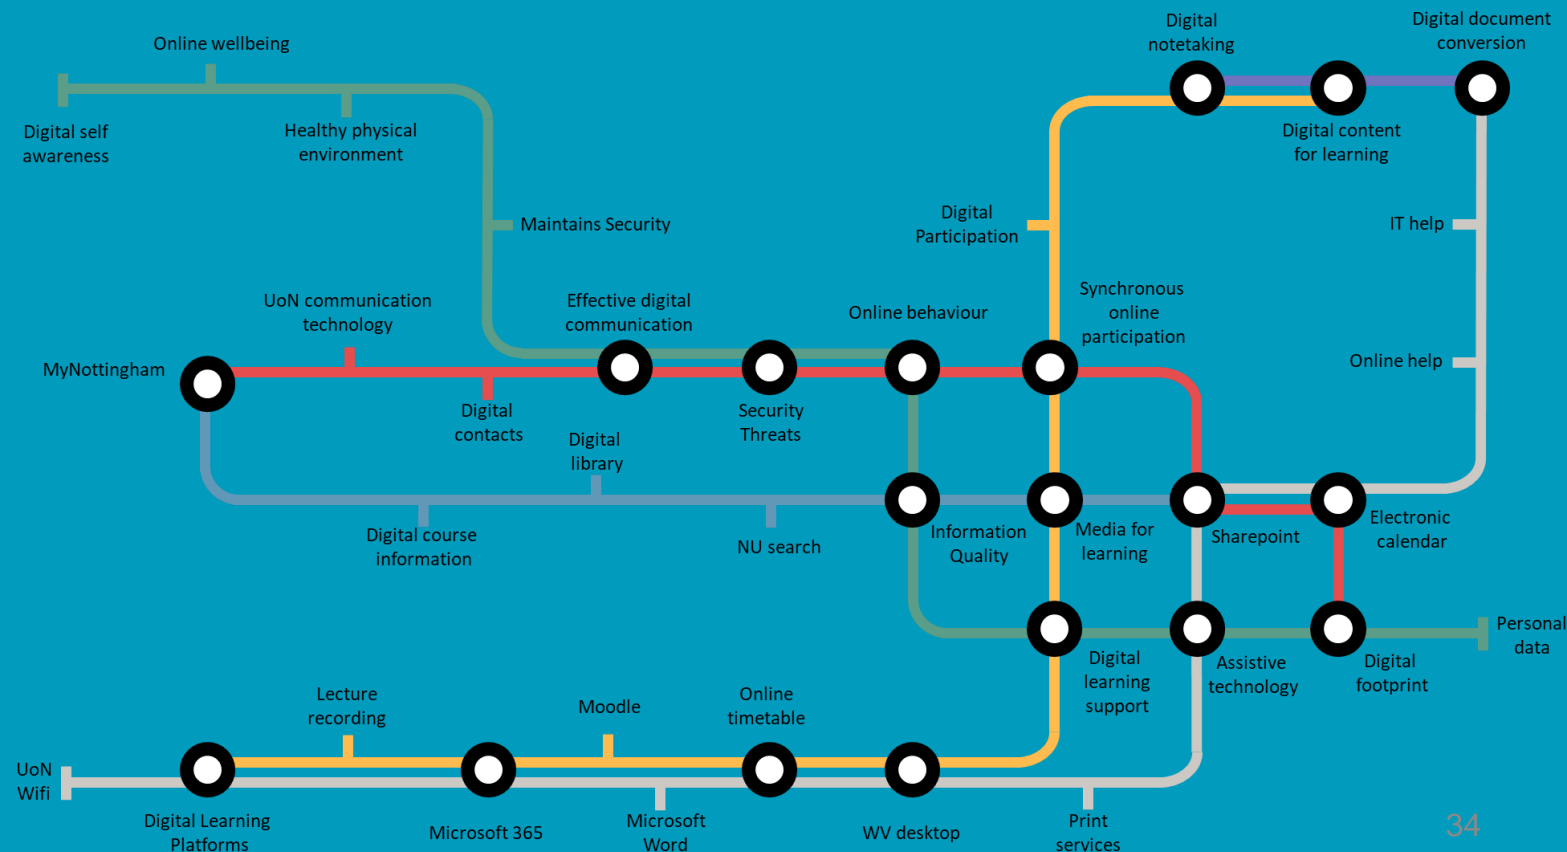 Digital
notetaking
Digital document
conversion
Online wellbeing
Digital self
awareness
Healthy physical
environment
Digital content
for learning
Maintains Security
Digital
Participation
IT help
UoN communication
technology
Effective digital
communication
Online behaviour
Synchronous
online
participation
MyNottingham
Online help
Digital
contacts
Security
Threats
Digital
library
Digital course
information
NU search
Information
Quality
Media for
learning
Sharepoint
Electronic
calendar
Personal
data
Digital
learning
support
Assistive
technology
Digital
footprint
Lecture
recording
Moodle
Online
timetable
UoN
Wifi
Digital Learning
Platforms
Microsoft 365
Microsoft
Word
WV desktop
Print
services
34